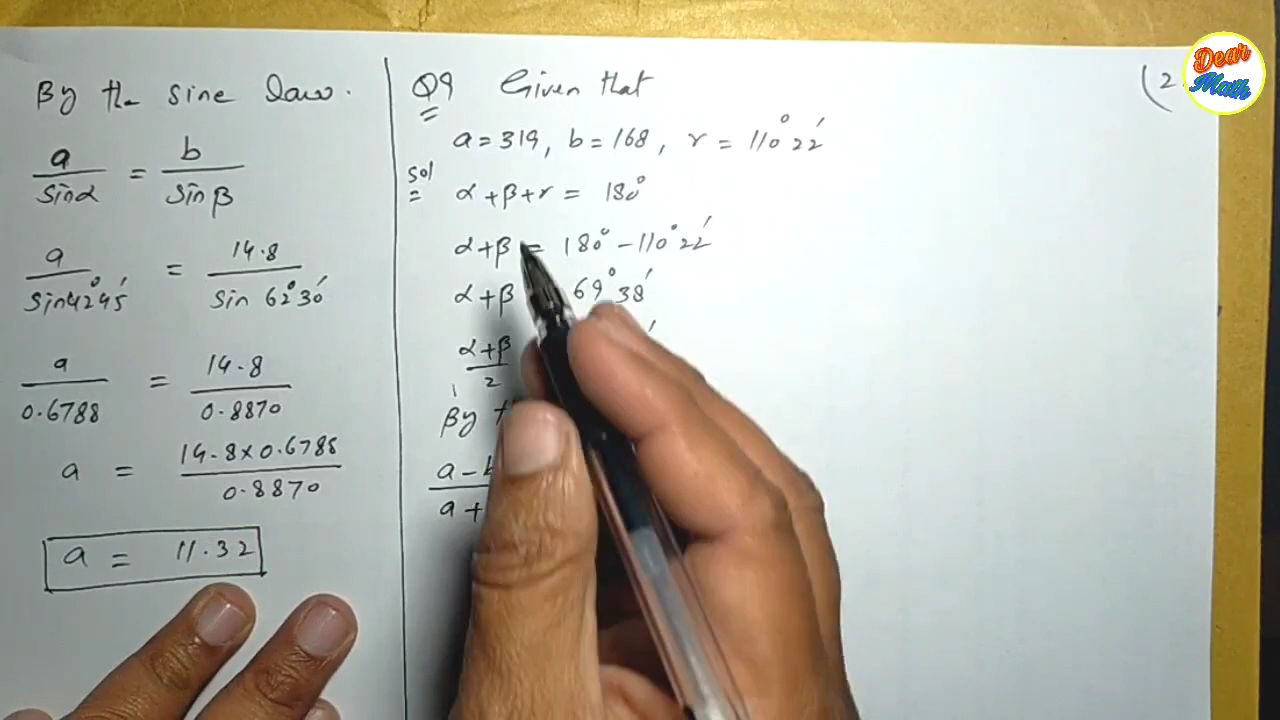 By the sine law.
a/sinα = b/sinβ
a/sin42°45′ = 14.8/sin 62°30′
a/0.6788 = 14.8/0.8870
a = 14.8×0.6788/0.8870
a = 11.32
Q9 Given that
a = 319, b = 168, r = 110°22′
Sol
= α+β+r = 180°
α+β = 180° – 110°22′
α+β 69°38′
α+β/2 ′
By
a – / a +
(2
Dear
Math